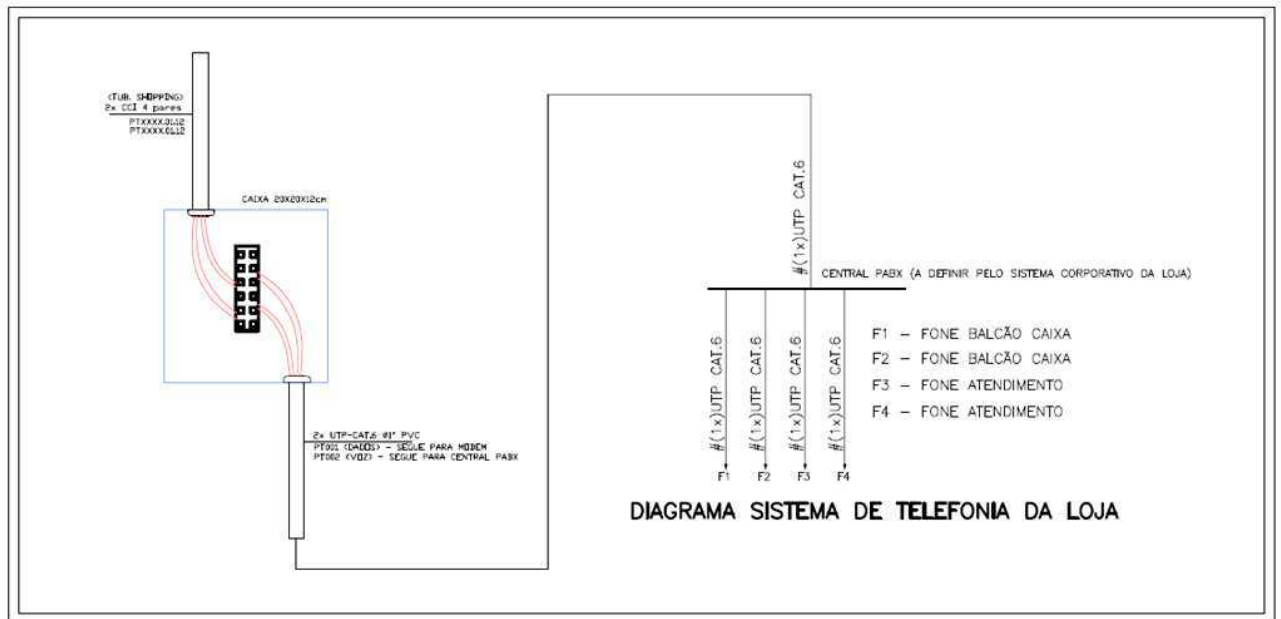 (TUB. SHOPPING)
2x CCI 4 pares
PTXXXX.01.12
PTXXXX.01.12
CAIXA 20X20X12cm
2x UTP-CAT.6 Ø1" PVC
PT001 (DADOS) - SEGUE PARA MODEM
PT002 (VOZ) - SEGUE PARA CENTRAL PABX
#(1x)UTP CAT.6
CENTRAL PABX (A DEFINIR PELO SISTEMA CORPORATIVO DA LOJA)
#(1x)UTP CAT.6
#(1x)UTP CAT.6
#(1x)UTP CAT.6
#(1x)UTP CAT.6
F1
F2
F3
F4
F1 - FONE BALCÃO CAIXA
F2 - FONE BALCÃO CAIXA
F3 - FONE ATENDIMENTO
F4 - FONE ATENDIMENTO
DIAGRAMA SISTEMA DE TELEFONIA DA LOJA